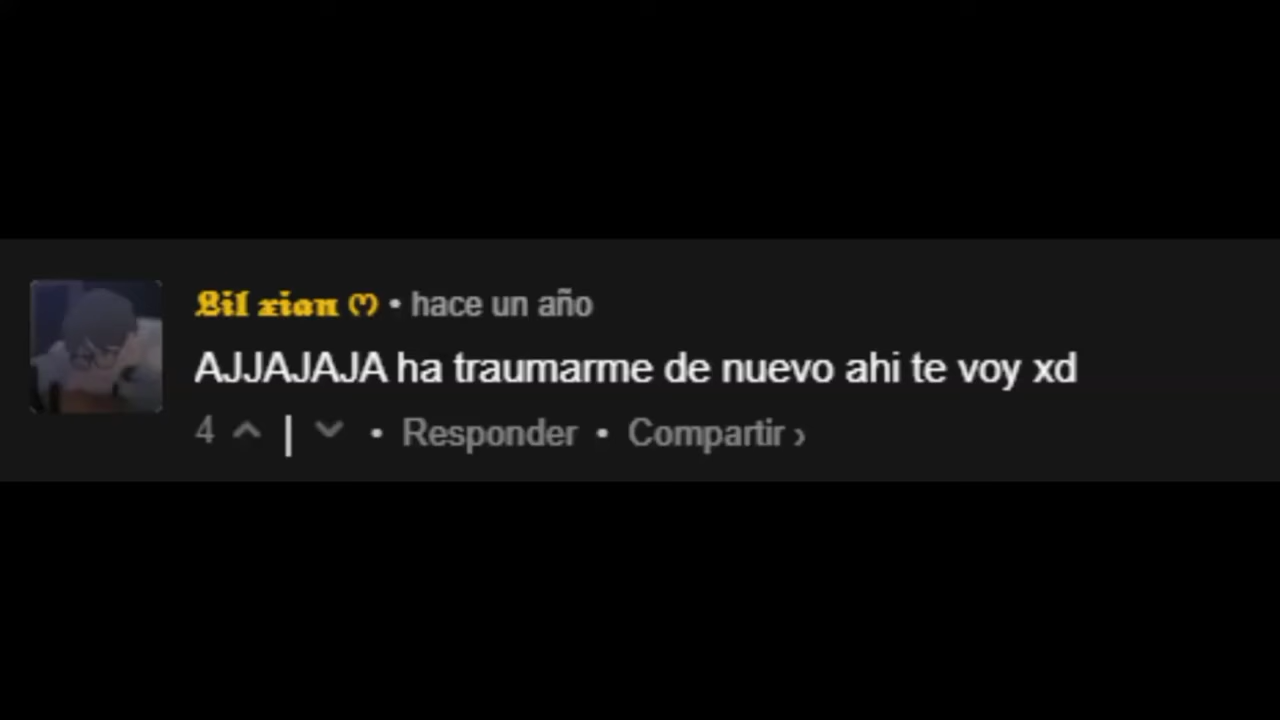 𝕷𝖎𝖑 𝖝𝖎𝖆𝖓 ღ • hace un año
AJJAJAJA ha traumarme de nuevo ahi te voy xd
4 | • Responder • Compartir ›